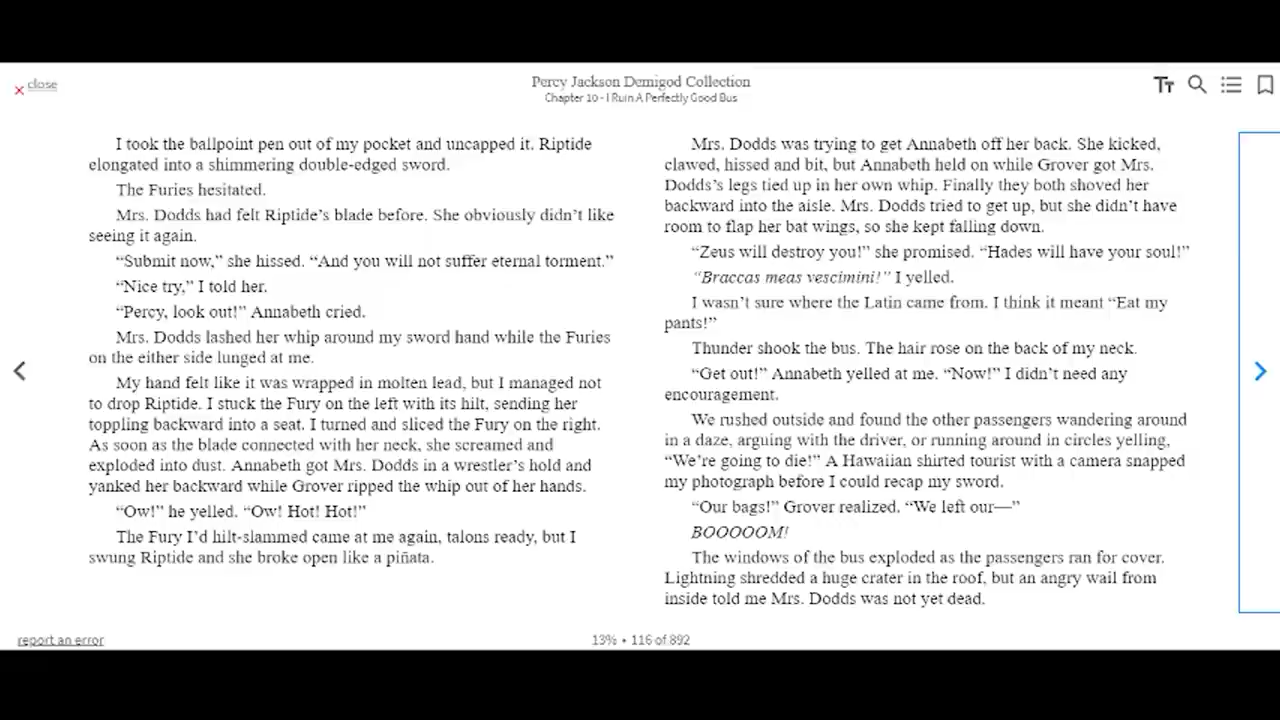 close
Percy Jackson Demigod Collection
Chapter 10 - I Ruin A Perfectly Good Bus
I took the ballpoint pen out of my pocket and uncapped it. Riptide
elongated into a shimmering double-edged sword.
The Furies hesitated.
Mrs. Dodds had felt Riptide’s blade before. She obviously didn’t like
seeing it again.
“Submit now,” she hissed. “And you will not suffer eternal torment.”
“Nice try,” I told her.
“Percy, look out!” Annabeth cried.
Mrs. Dodds lashed her whip around my sword hand while the Furies
on the either side lunged at me.
My hand felt like it was wrapped in molten lead, but I managed not
to drop Riptide. I stuck the Fury on the left with its hilt, sending her
toppling backward into a seat. I turned and sliced the Fury on the right.
As soon as the blade connected with her neck, she screamed and
exploded into dust. Annabeth got Mrs. Dodds in a wrestler’s hold and
yanked her backward while Grover ripped the whip out of her hands.
“Ow!” he yelled. “Ow! Hot! Hot!”
The Fury I’d hilt-slammed came at me again, talons ready, but I
swung Riptide and she broke open like a piñata.
Mrs. Dodds was trying to get Annabeth off her back. She kicked,
clawed, hissed and bit, but Annabeth held on while Grover got Mrs.
Dodds’s legs tied up in her own whip. Finally they both shoved her
backward into the aisle. Mrs. Dodds tried to get up, but she didn’t have
room to flap her bat wings, so she kept falling down.
“Zeus will destroy you!” she promised. “Hades will have your soul!”
“Braccas meas vescimini!” I yelled.
I wasn’t sure where the Latin came from. I think it meant “Eat my
pants!”
Thunder shook the bus. The hair rose on the back of my neck.
“Get out!” Annabeth yelled at me. “Now!” I didn’t need any
encouragement.
We rushed outside and found the other passengers wandering around
in a daze, arguing with the driver, or running around in circles yelling,
“We’re going to die!” A Hawaiian shirted tourist with a camera snapped
my photograph before I could recap my sword.
“Our bags!” Grover realized. “We left our—”
BOOOOOM!
The windows of the bus exploded as the passengers ran for cover.
Lightning shredded a huge crater in the roof, but an angry wail from
inside told me Mrs. Dodds was not yet dead.
report an error
13% • 116 of 892